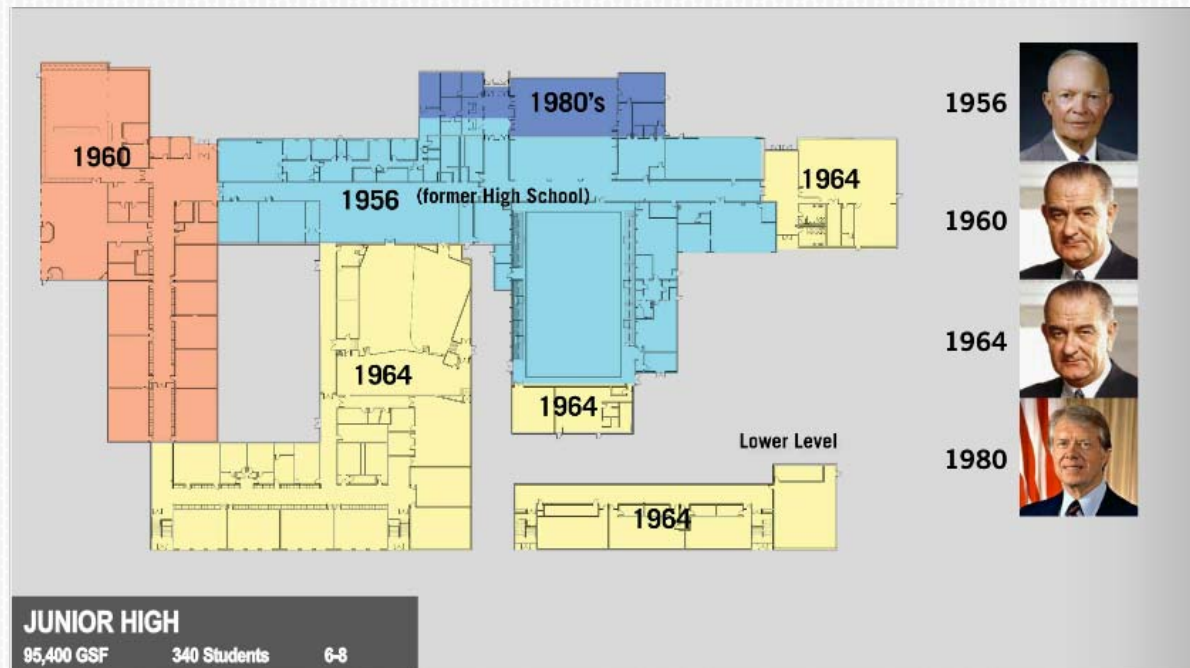 1980's
1960
1956 (former High School)
1964
1964
1964
Lower Level
1964
1956
1960
1964
1980
JUNIOR HIGH
95,400 GSF 340 Students 6-8